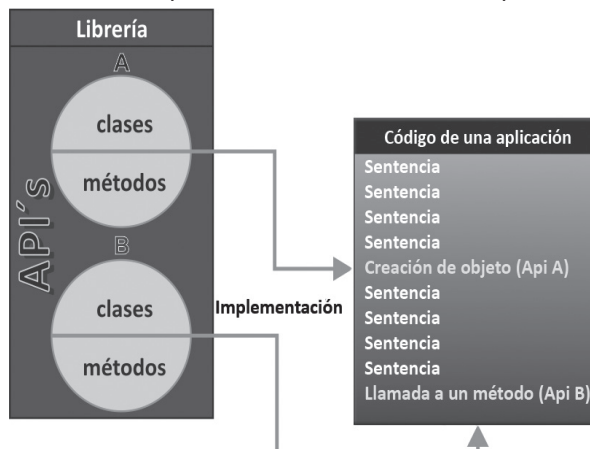 Librería
A
clases
métodos
API´s
B
clases
métodos
Implementación
Código de una aplicación
Sentencia
Sentencia
Sentencia
Sentencia
Creación de objeto (Api A)
Sentencia
Sentencia
Sentencia
Sentencia
Llamada a un método (Api B)